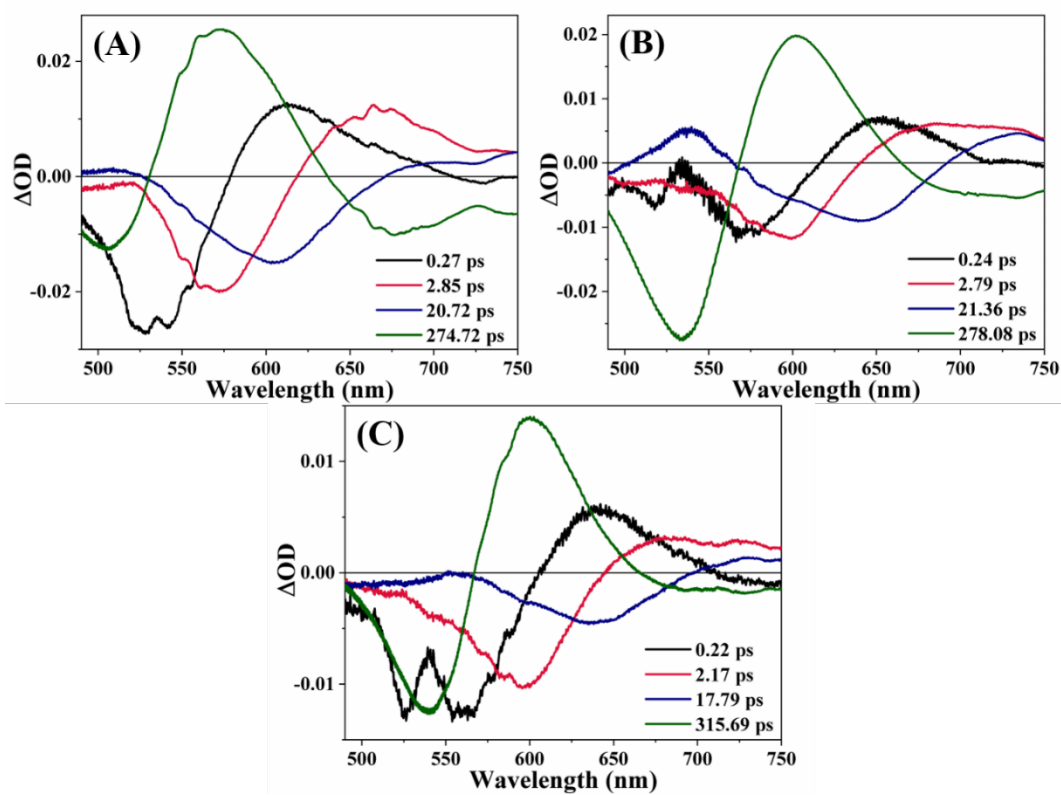 (A)
0.02
0.00
-0.02
ΔOD
0.27 ps
2.85 ps
20.72 ps
274.72 ps
500 550 600 650 700 750
Wavelength (nm)
(B)
0.02
0.01
0.00
-0.01
-0.02
ΔOD
0.24 ps
2.79 ps
21.36 ps
278.08 ps
500 550 600 650 700 750
Wavelength (nm)
(C)
0.01
0.00
-0.01
ΔOD
0.22 ps
2.17 ps
17.79 ps
315.69 ps
500 550 600 650 700 750
Wavelength (nm)